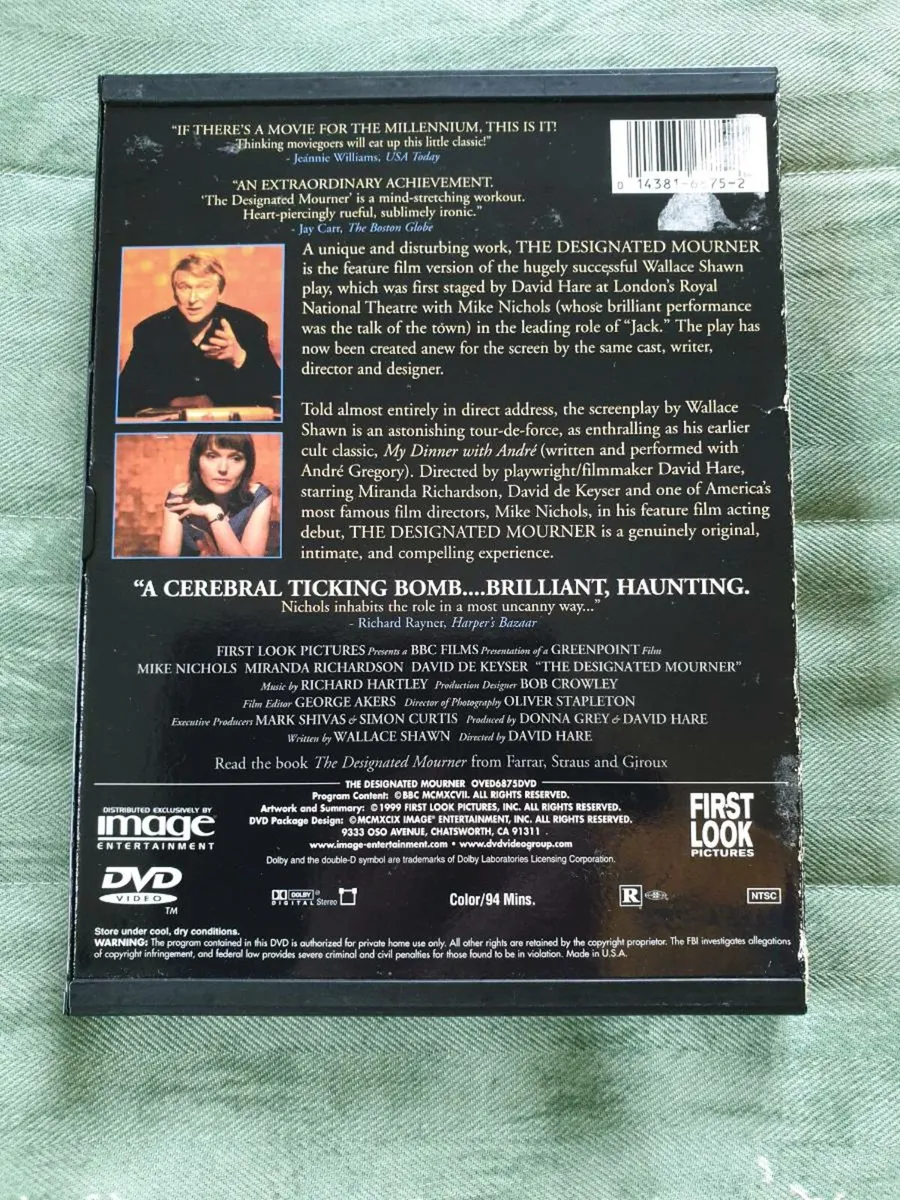 “IF THERE'S A MOVIE FOR THE MILLENNIUM, THIS IS IT!
Thinking moviegoers will eat up this little classic!”
- Jeannie Williams, USA Today
“AN EXTRAORDINARY ACHIEVEMENT.
‘The Designated Mourner’ is a mind-stretching workout.
Heart-piercingly rueful, sublimely ironic.”
- Jay Carr, The Boston Globe
0 14381-6 75-2
A unique and disturbing work, THE DESIGNATED MOURNER
is the feature film version of the hugely successful Wallace Shawn
play, which was first staged by David Hare at London's Royal
National Theatre with Mike Nichols (whose brilliant performance
was the talk of the town) in the leading role of “Jack.” The play has
now been created anew for the screen by the same cast, writer,
director and designer.
Told almost entirely in direct address, the screenplay by Wallace
Shawn is an astonishing tour-de-force, as enthralling as his earlier
cult classic, My Dinner with André (written and performed with
André Gregory). Directed by playwright/filmmaker David Hare,
starring Miranda Richardson, David de Keyser and one of America's
most famous film directors, Mike Nichols, in his feature film acting
debut, THE DESIGNATED MOURNER is a genuinely original,
intimate, and compelling experience.
“A CEREBRAL TICKING BOMB....BRILLIANT, HAUNTING.
Nichols inhabits the role in a most uncanny way...”
- Richard Rayner, Harper's Bazaar
FIRST LOOK PICTURES Presents a BBC FILMS Presentation of a GREENPOINT Film
MIKE NICHOLS MIRANDA RICHARDSON DAVID DE KEYSER “THE DESIGNATED MOURNER”
Music by RICHARD HARTLEY Production Designer BOB CROWLEY
Film Editor GEORGE AKERS Director of Photography OLIVER STAPLETON
Executive Producers MARK SHIVAS & SIMON CURTIS Produced by DONNA GREY & DAVID HARE
Written by WALLACE SHAWN Directed by DAVID HARE
Read the book The Designated Mourner from Farrar, Straus and Giroux
THE DESIGNATED MOURNER OVED6875DVD
Program Content: ©BBC MCMXCVII. ALL RIGHTS RESERVED.
Artwork and Summary: ©1999 FIRST LOOK PICTURES, INC. ALL RIGHTS RESERVED.
DVD Package Design: ©MCMXCIX IMAGE® ENTERTAINMENT, INC. ALL RIGHTS RESERVED.
9333 OSO AVENUE, CHATSWORTH, CA 91311
www.image-entertainment.com • www.dvdvideogroup.com
Dolby and the double-D symbol are trademarks of Dolby Laboratories Licensing Corporation.
DISTRIBUTED EXCLUSIVELY BY
image
ENTERTAINMENT
FIRST
LOOK
PICTURES
DVD
VIDEO
TM
DOLBY
DIGITAL Stereo
Color/94 Mins.
R
NTSC
Store under cool, dry conditions.
WARNING: The program contained in this DVD is authorized for private home use only. All other rights are retained by the copyright proprietor. The FBI investigates allegations
of copyright infringement, and federal law provides severe criminal and civil penalties for those found to be in violation. Made in U.S.A.